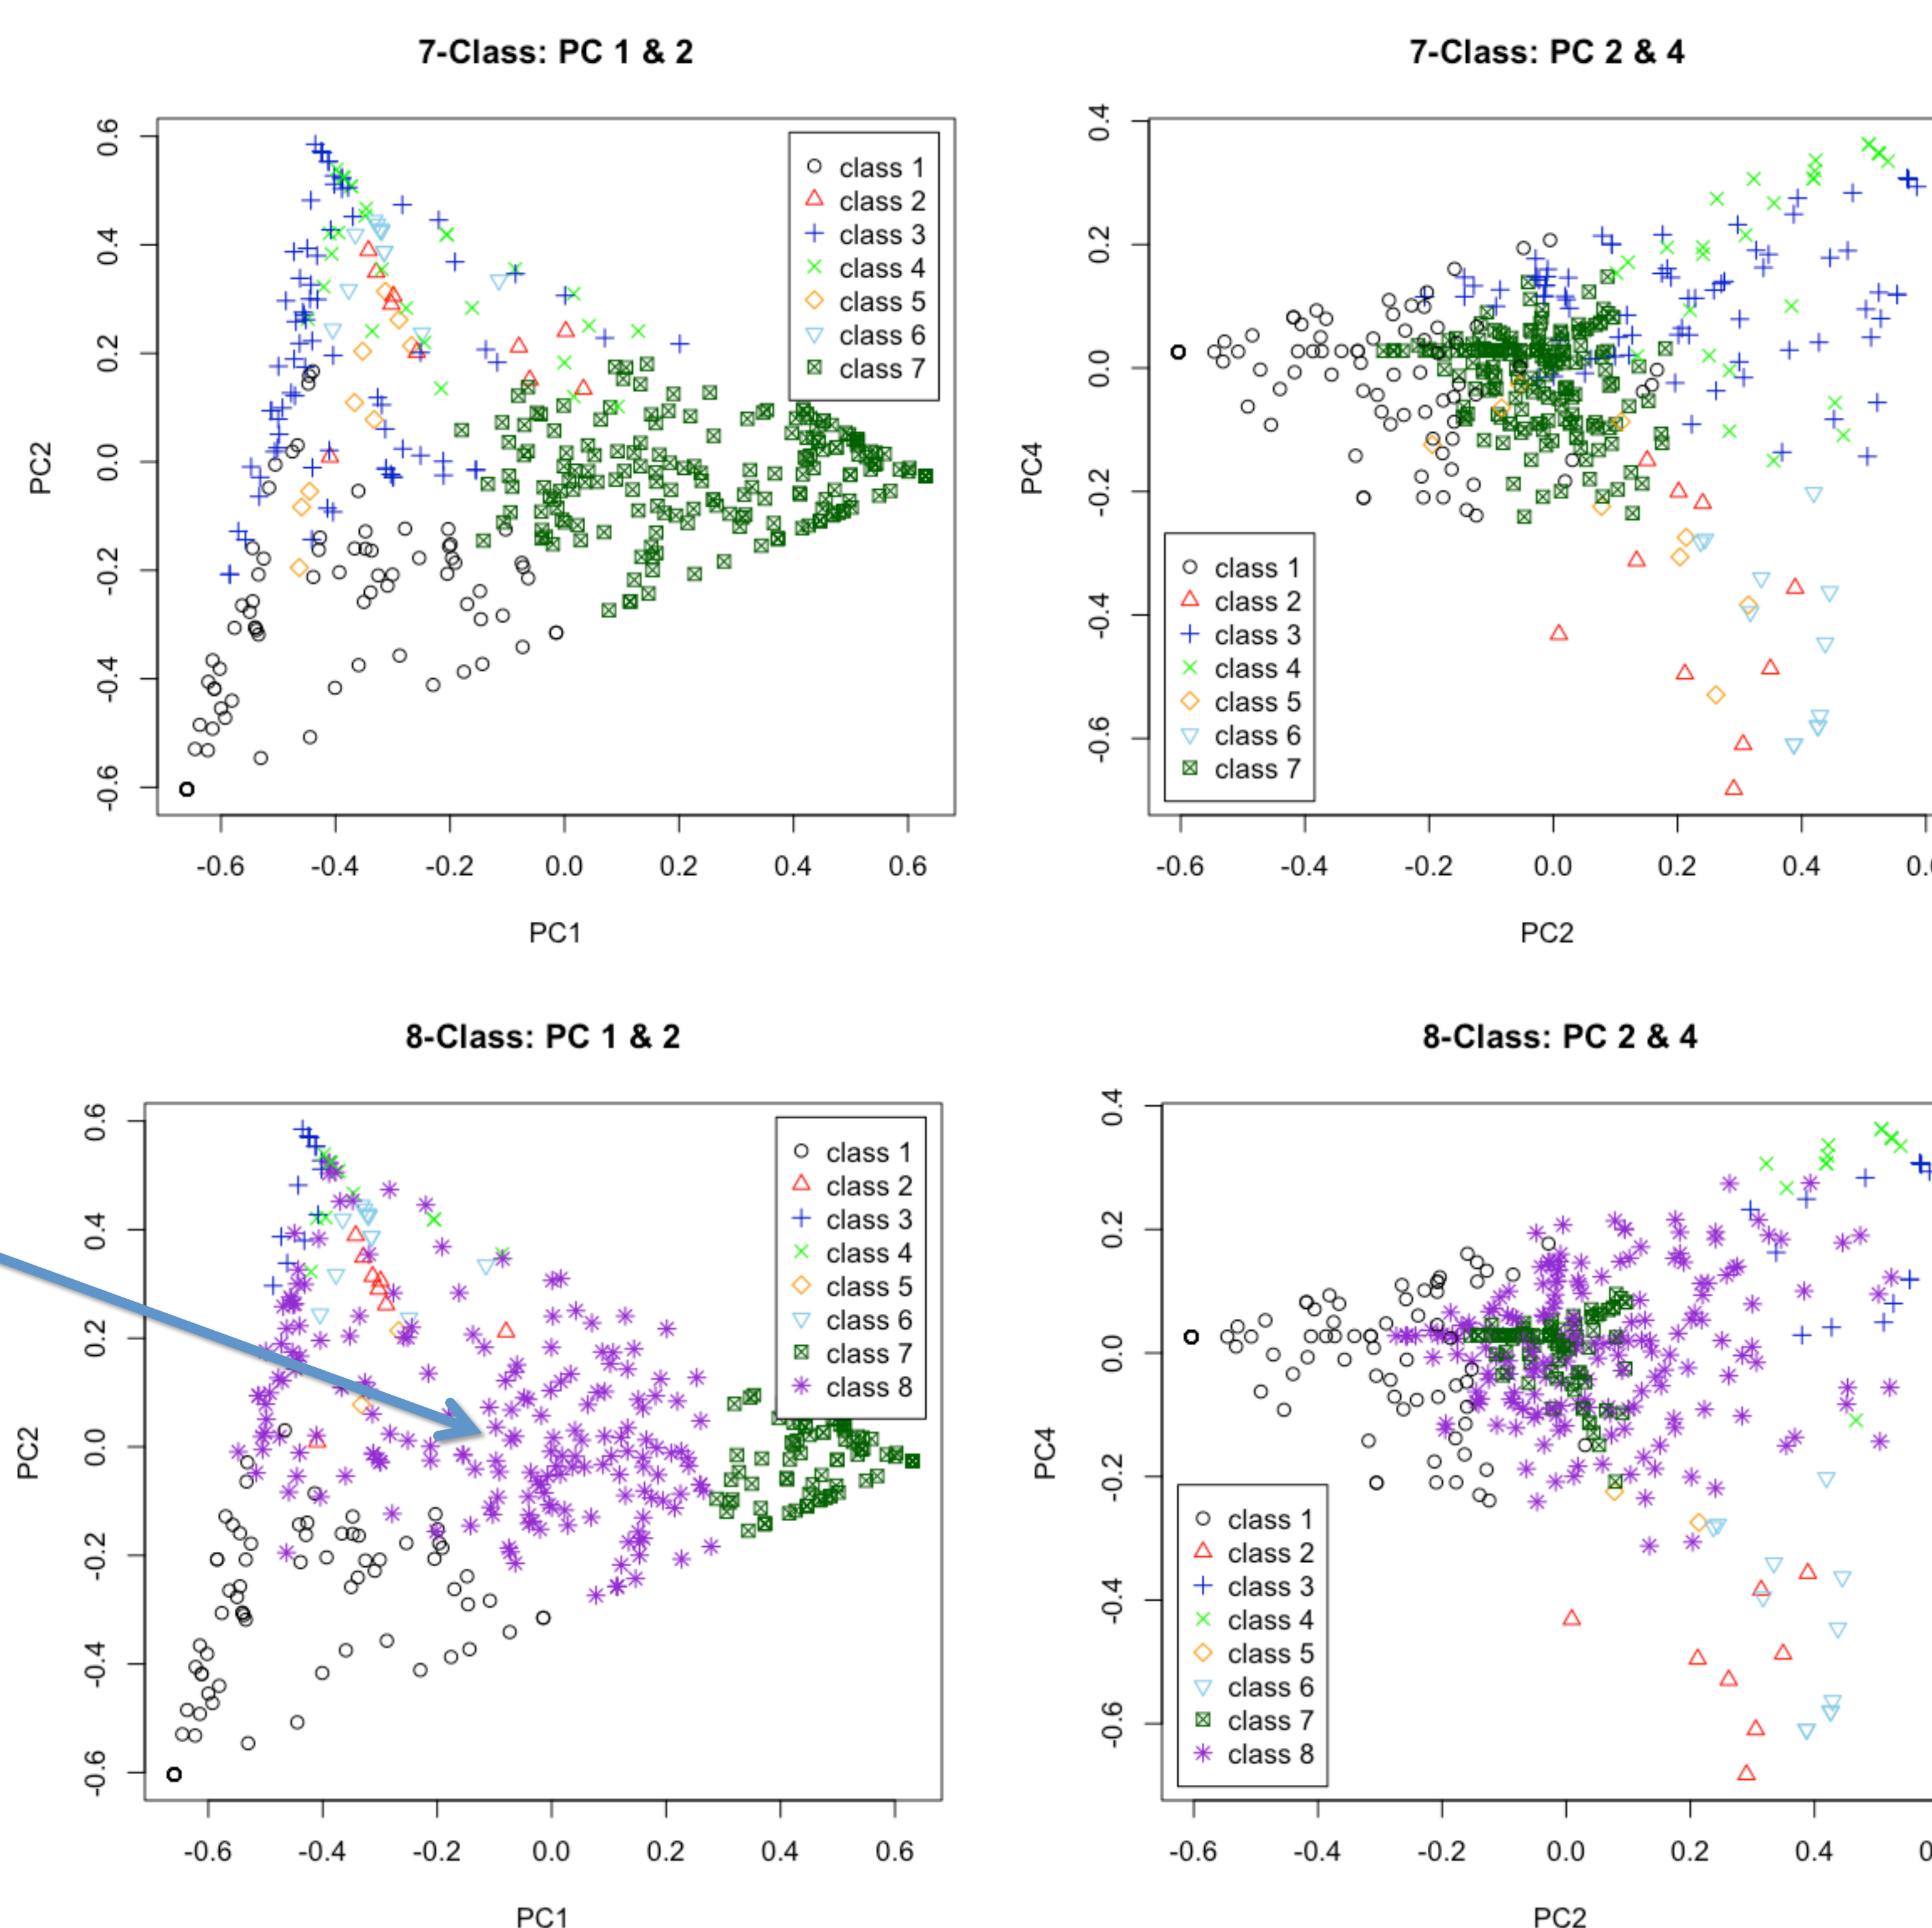 7-Class: PC 1 & 2
PC2
0.6
0.4
0.2
0.0
-0.2
-0.4
-0.6
class 1
class 2
class 3
class 4
class 5
class 6
class 7
-0.6 -0.4 -0.2 0.0 0.2 0.4 0.6
PC1
7-Class: PC 2 & 4
PC4
0.4
0.2
0.0
-0.2
-0.4
-0.6
class 1
class 2
class 3
class 4
class 5
class 6
class 7
-0.6 -0.4 -0.2 0.0 0.2 0.4
PC2
8-Class: PC 1 & 2
PC2
0.6
0.4
0.2
0.0
-0.2
-0.4
-0.6
class 1
class 2
class 3
class 4
class 5
class 6
class 7
class 8
-0.6 -0.4 -0.2 0.0 0.2 0.4 0.6
PC1
8-Class: PC 2 & 4
PC4
0.4
0.2
0.0
-0.2
-0.4
-0.6
class 1
class 2
class 3
class 4
class 5
class 6
class 7
class 8
-0.6 -0.4 -0.2 0.0 0.2 0.4
PC2